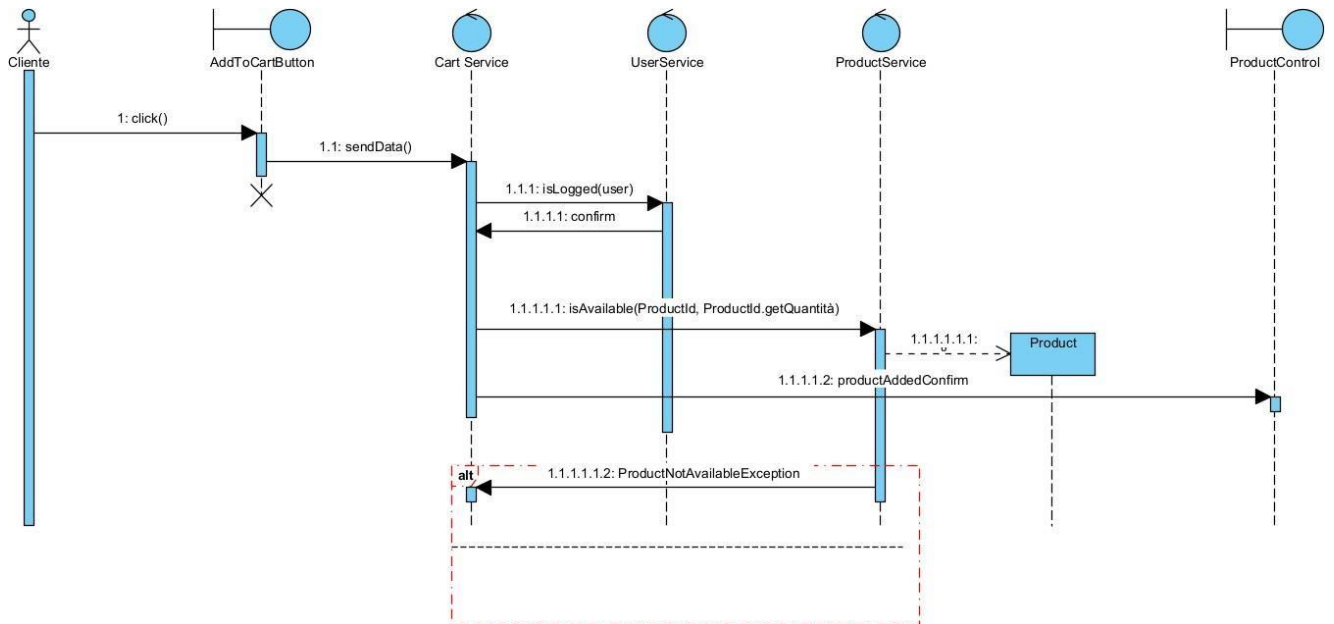 Cliente
AddToCartButton
Cart Service
UserService
ProductService
ProductControl
1: click()
1.1: sendData()
1.1.1: isLogged(user)
1.1.1.1: confirm
1.1.1.1.1: isAvailable(ProductId, ProductId.getQuantità)
1.1.1.1.1.1:
Product
1.1.1.1.2: productAddedConfirm
alt
1.1.1.1.1.2: ProductNotAvailableException